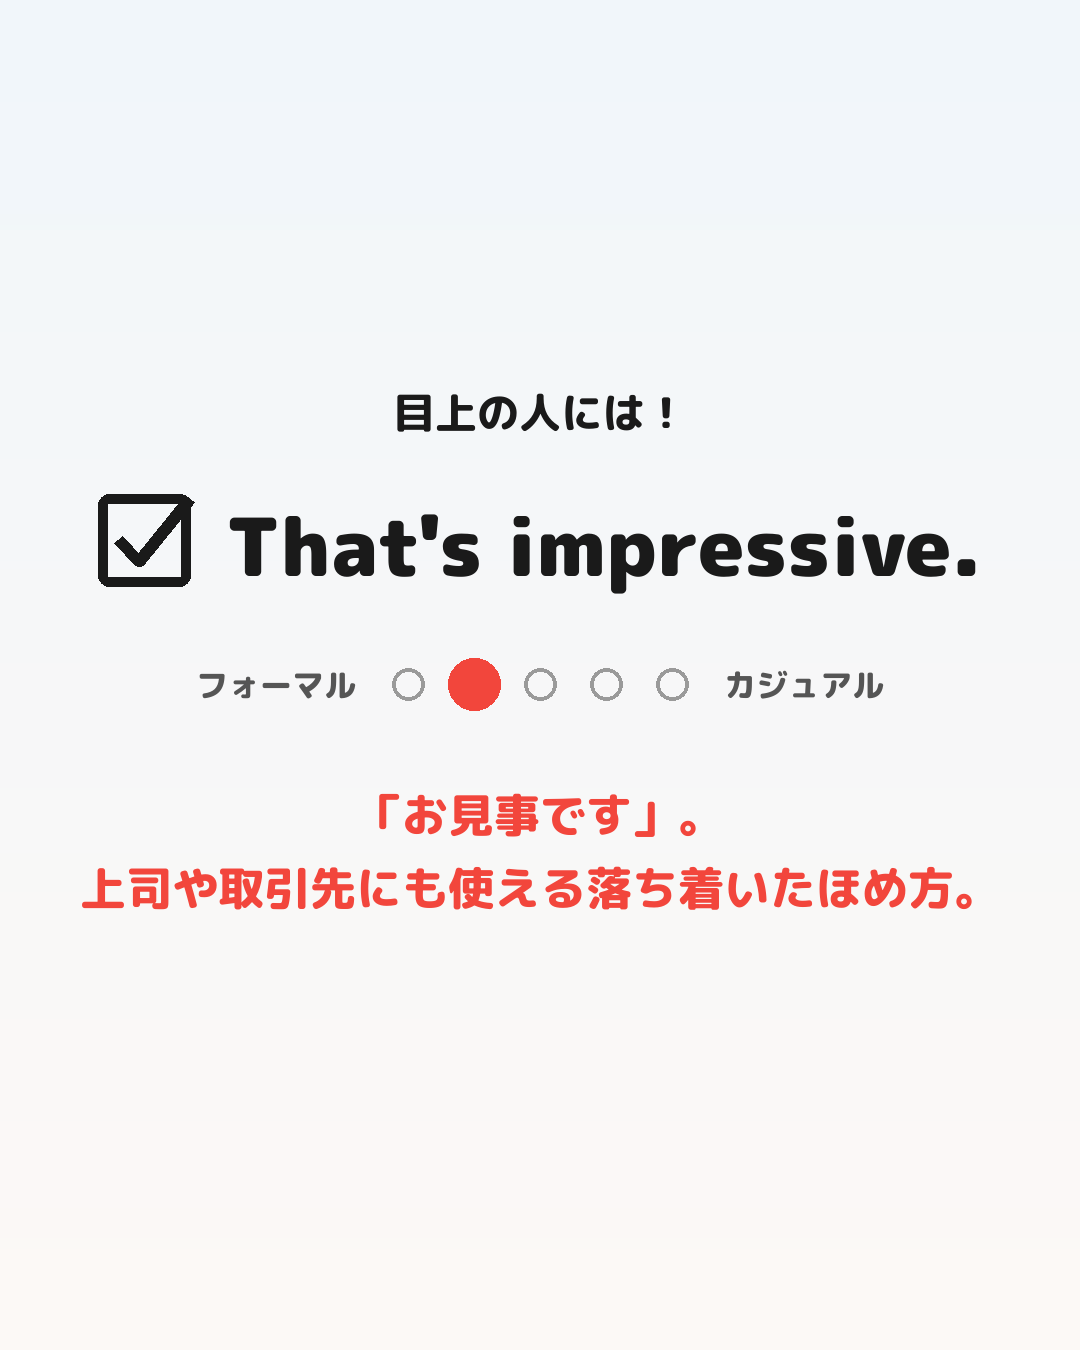 目上の人には！
That's impressive.
フォーマル カジュアル
「お見事です」。
上司や取引先にも使える落ち着いたほめ方。